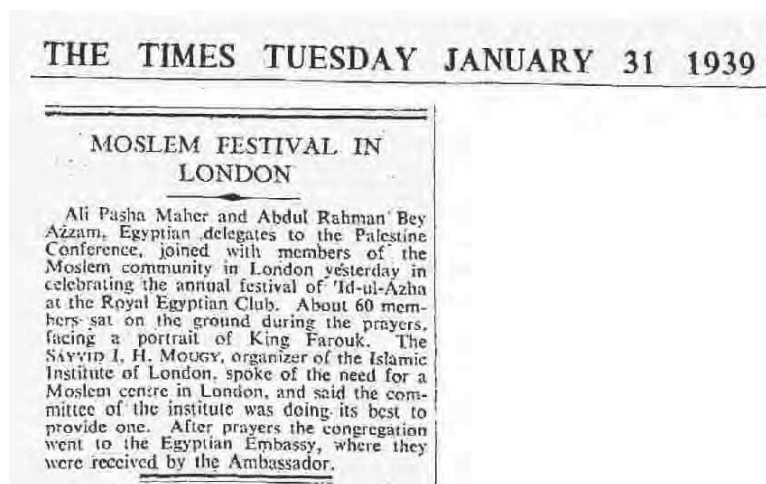 THE TIMES TUESDAY JANUARY 31 1939
MOSLEM FESTIVAL IN
LONDON
Ali Pasha Maher and Abdul Rahman Bey
Azzam, Egyptian delegates to the Palestine
Conference, joined with members of the
Moslem community in London yesterday in
celebrating the annual festival of 'Id-ul-Azha
at the Royal Egyptian Club. About 60 mem-
bers sat on the ground during the prayers,
facing a portrait of King Farouk. The
SAYYID I. H. MOUGY, organizer of the Islamic
Institute of London, spoke of the need for a
Moslem centre in London, and said the com-
mittee of the institute was doing its best to
provide one. After prayers the congregation
went to the Egyptian Embassy, where they
were received by the Ambassador.